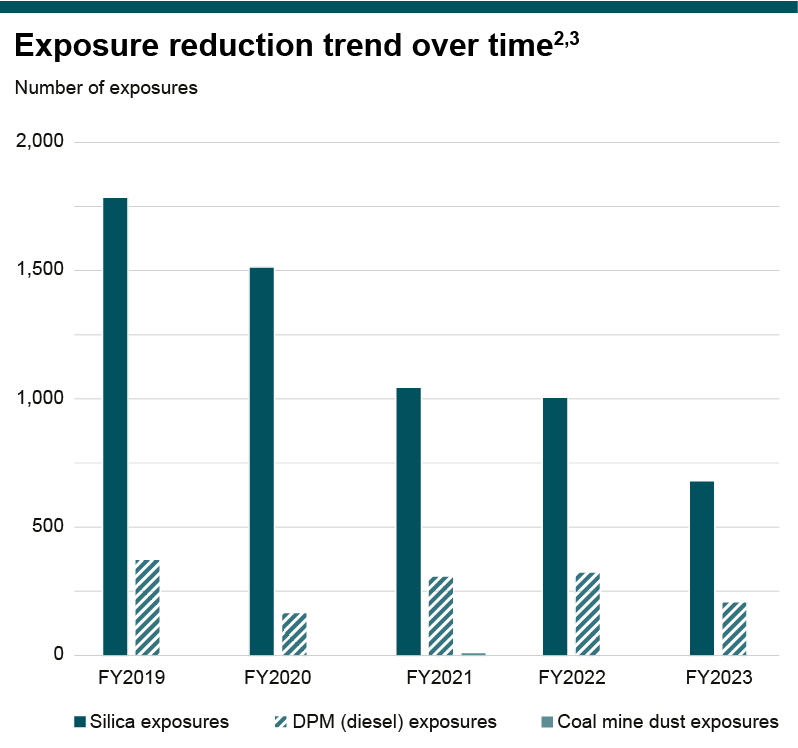 Exposure reduction trend over time2,3
Number of exposures
2,000
1,500
1,000
500
0
FY2019 FY2020 FY2021 FY2022 FY2023
Silica exposures DPM (diesel) exposures Coal mine dust exposures